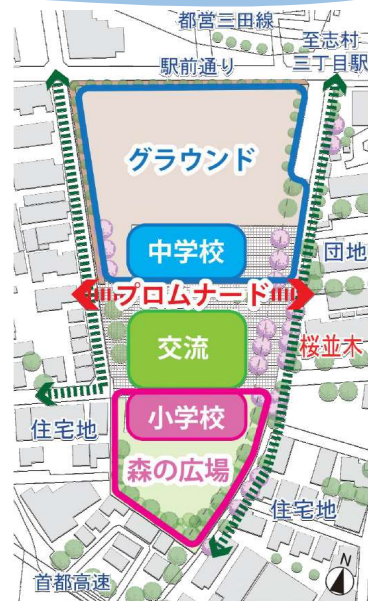 都営三田線
至志村
三丁目駅
駅前通り
グラウンド
中学校
団地
プロムナード
交流
桜並木
小学校
住宅地
森の広場
住宅地
首都高速
N